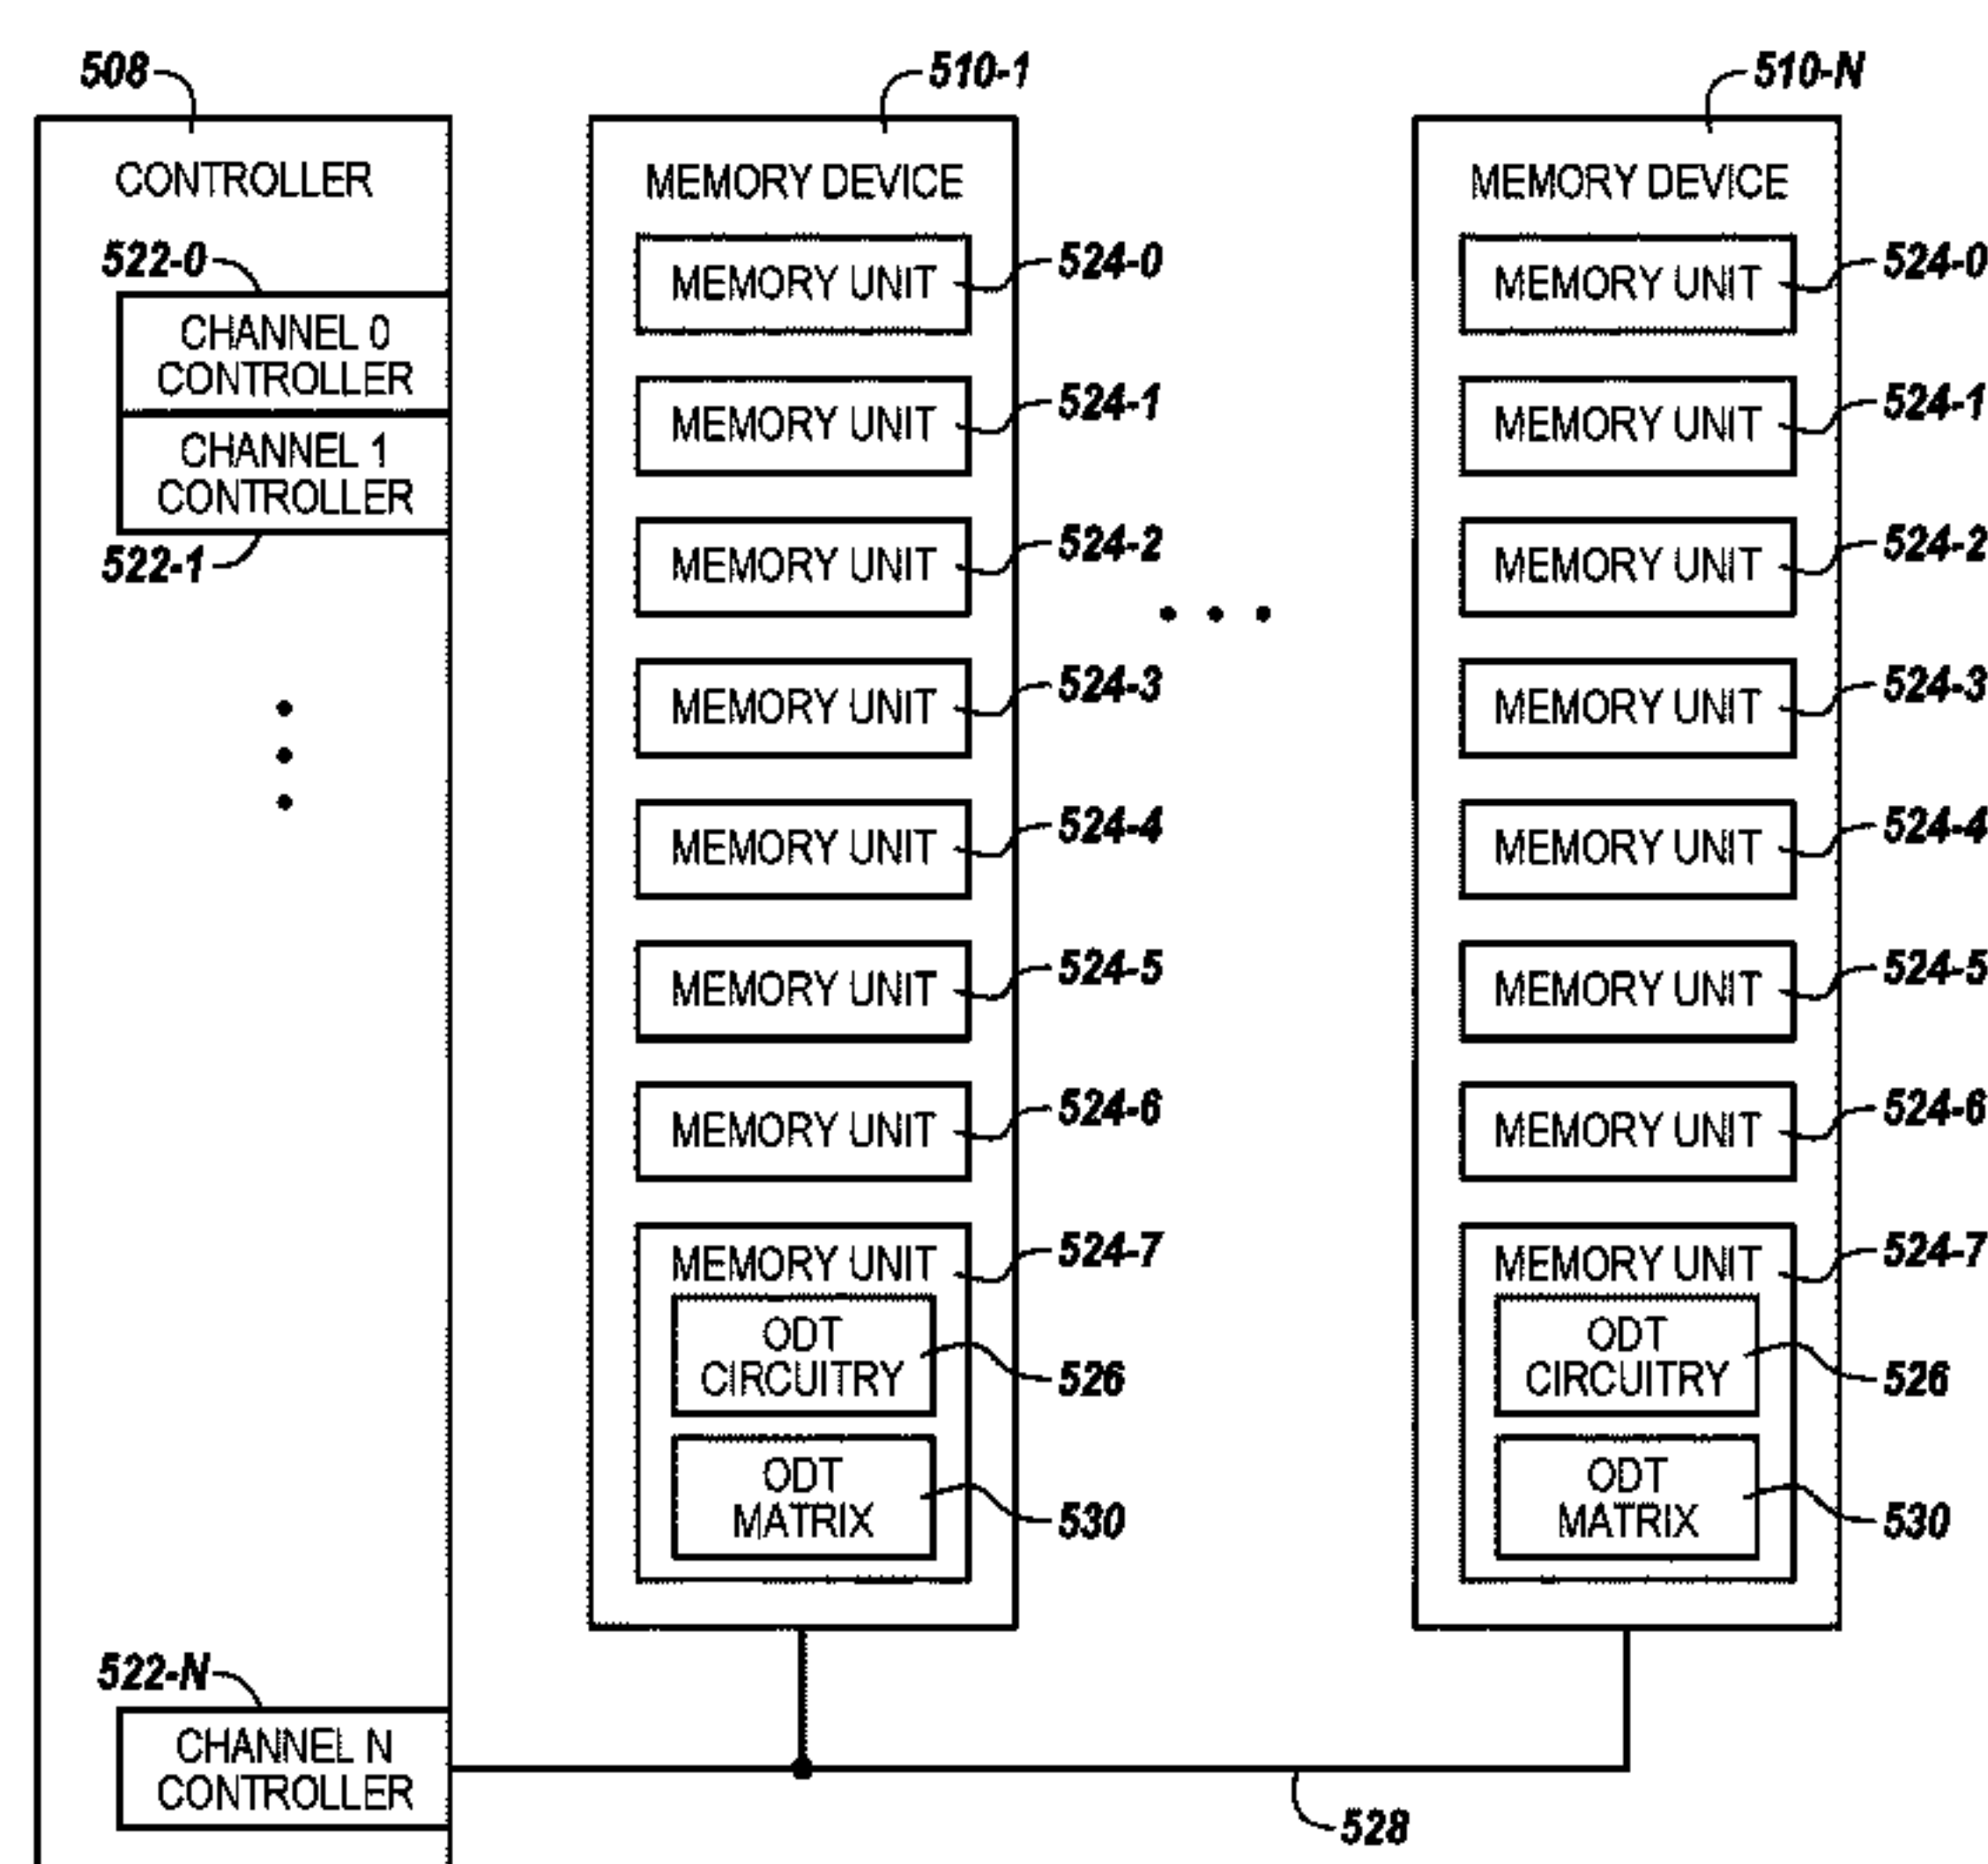 508
510-1
510-N
CONTROLLER
MEMORY DEVICE
MEMORY DEVICE
522-0
CHANNEL 0
CONTROLLER
CHANNEL 1
CONTROLLER
522-1
522-N
CHANNEL N
CONTROLLER
MEMORY UNIT
524-0
MEMORY UNIT
524-1
MEMORY UNIT
524-2
MEMORY UNIT
524-3
MEMORY UNIT
524-4
MEMORY UNIT
524-5
MEMORY UNIT
524-6
MEMORY UNIT
524-7
ODT
CIRCUITRY
526
ODT
MATRIX
530
MEMORY UNIT
524-0
MEMORY UNIT
524-1
MEMORY UNIT
524-2
MEMORY UNIT
524-3
MEMORY UNIT
524-4
MEMORY UNIT
524-5
MEMORY UNIT
524-6
MEMORY UNIT
524-7
ODT
CIRCUITRY
526
ODT
MATRIX
530
528